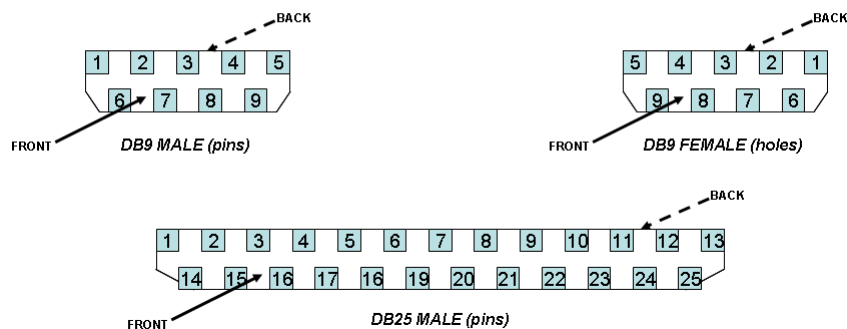 BACK
1 2 3 4 5
6 7 8 9
FRONT
DB9 MALE (pins)
BACK
5 4 3 2 1
9 8 7 6
FRONT
DB9 FEMALE (holes)
BACK
1 2 3 4 5 6 7 8 9 10 11 12 13
14 15 16 17 16 19 20 21 22 23 24 25
FRONT
DB25 MALE (pins)